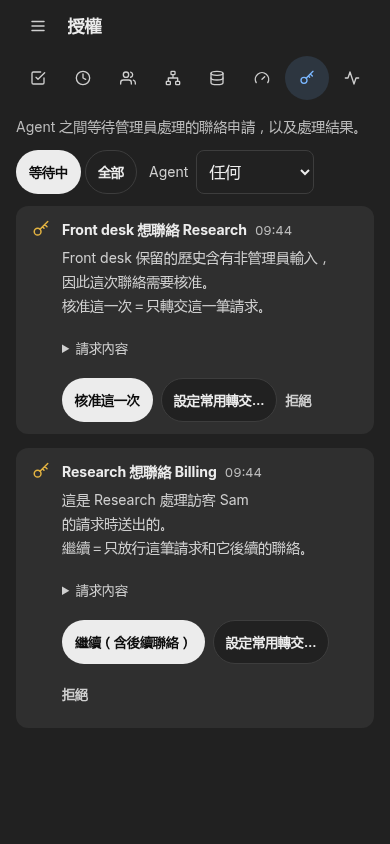 授權
Agent 之間等待管理員處理的聯絡申請，以及處理結果。
等待中
全部
Agent
任何
Front desk 想聯絡 Research 09:44
Front desk 保留的歷史含有非管理員輸入，
因此這次聯絡需要核准。
核准這一次＝只轉交這一筆請求。
請求內容
核准這一次
設定常用轉交…
拒絕
Research 想聯絡 Billing 09:44
這是 Research 處理訪客 Sam
的請求時送出的。
繼續＝只放行這筆請求和它後續的聯絡。
請求內容
繼續（含後續聯絡）
設定常用轉交…
拒絕